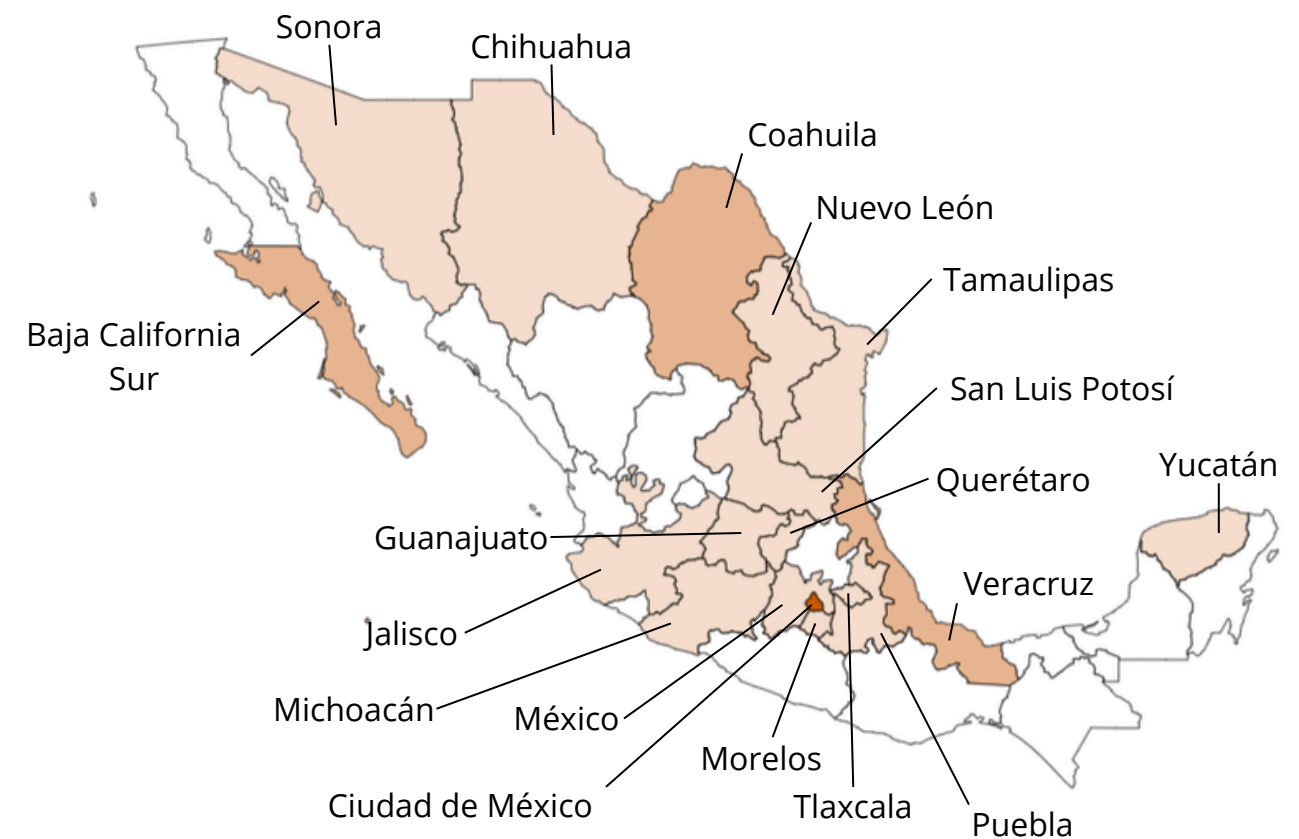 Sonora
Chihuahua
Coahuila
Nuevo León
Tamaulipas
Baja California
Sur
San Luis Potosí
Yucatán
Querétaro
Guanajuato
Veracruz
Jalisco
Michoacán
México
Morelos
Ciudad de México
Tlaxcala
Puebla